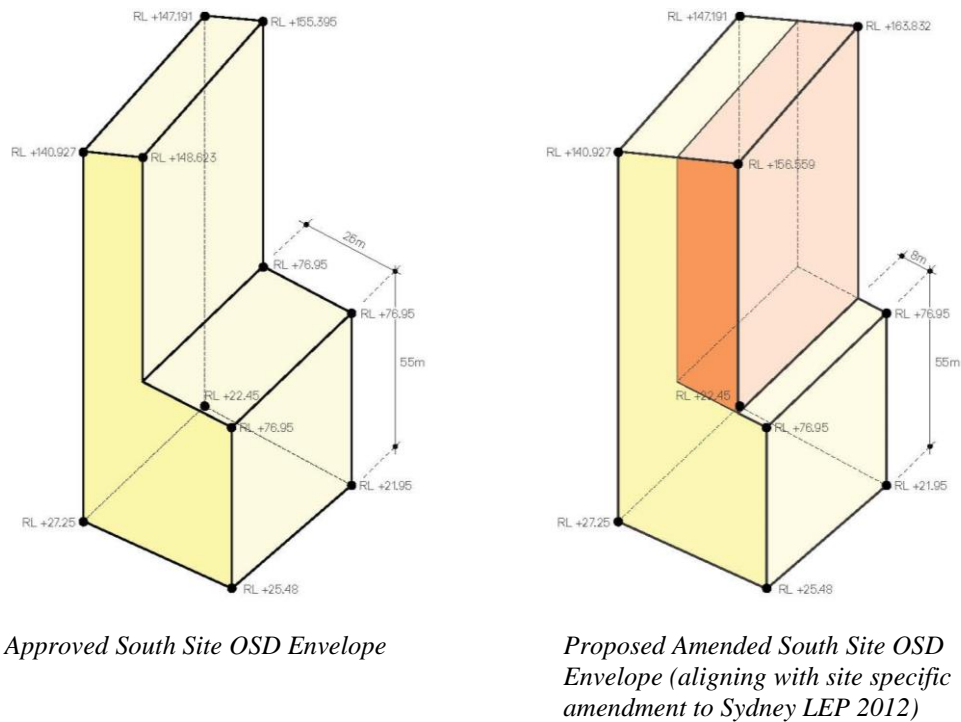 RL +147.191
RL +155.395
RL +140.927
RL +148.623
26m
RL +76.95
RL +76.95
55m
RL +22.45
RL +76.95
RL +21.95
RL +27.25
RL +25.48
Approved South Site OSD Envelope
RL +147.191
RL +163.832
RL +140.927
RL +156.559
8m
RL +76.95
55m
RL +22.45
RL +76.95
RL +21.95
RL +27.25
RL +25.48
Proposed Amended South Site OSD
Envelope (aligning with site specific
amendment to Sydney LEP 2012)